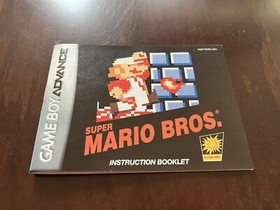 GAME BOY ADVANCE
SUPER
MARIO BROS.
INSTRUCTION BOOKLET